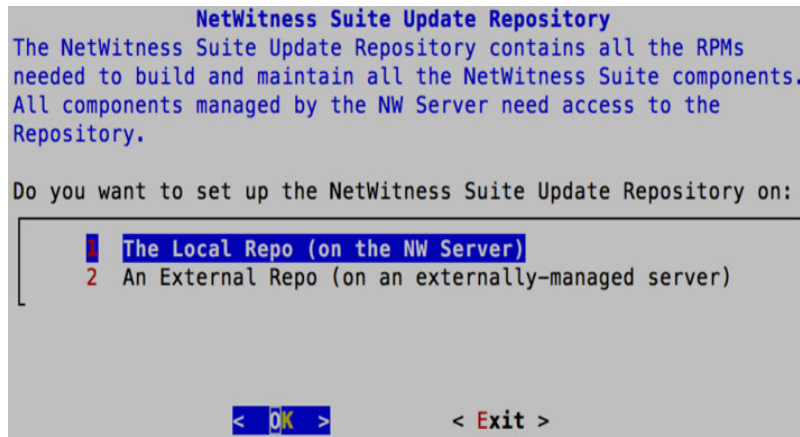 NetWitness Suite Update Repository
The NetWitness Suite Update Repository contains all the RPMs
needed to build and maintain all the NetWitness Suite components.
All components managed by the NW Server need access to the
Repository.
Do you want to set up the NetWitness Suite Update Repository on:
1 The Local Repo (on the NW Server)
2 An External Repo (on an externally-managed server)
< OK > < Exit >